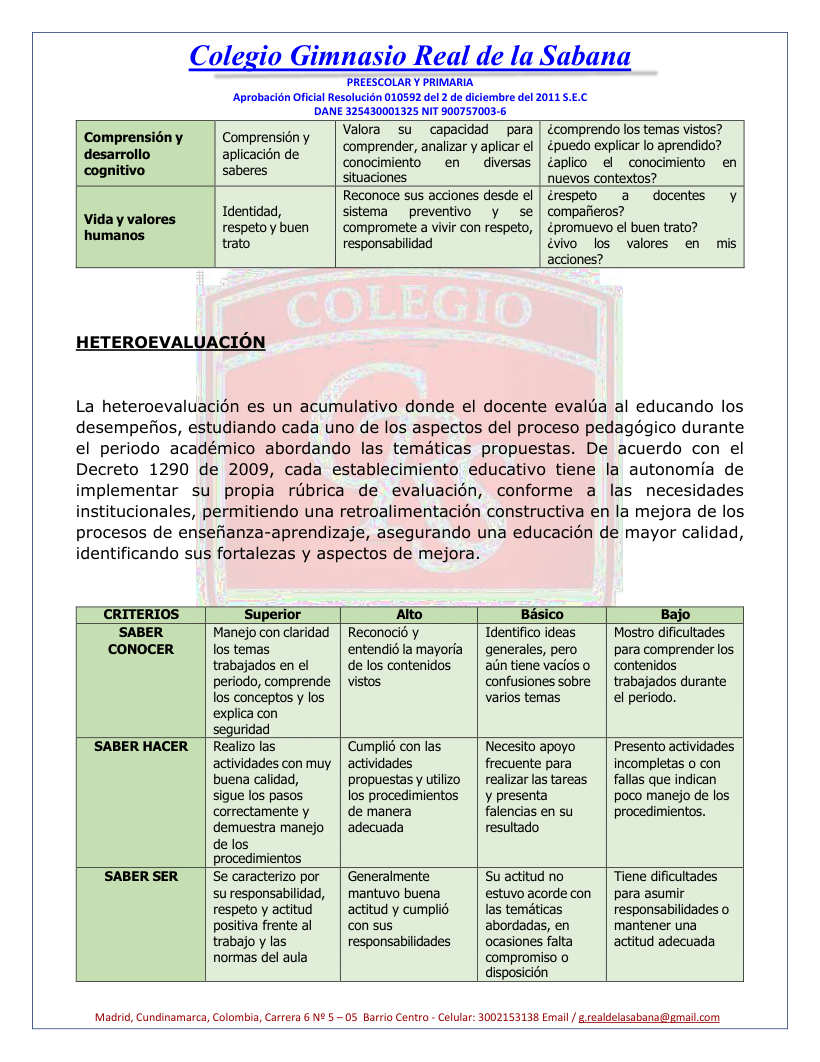 Colegio Gimnasio Real de la Sabana
PREESCOLAR Y PRIMARIA
Aprobación Oficial Resolución 010592 del 2 de diciembre del 2011 S.E.C
DANE 325430001325 NIT 900757003-6
Comprensión y
desarrollo
cognitivo
Comprensión y
aplicación de
saberes
Valora su capacidad para
comprender, analizar y aplicar el
conocimiento en diversas
situaciones
¿comprendo los temas vistos?
¿puedo explicar lo aprendido?
¿aplico el conocimiento en
nuevos contextos?
Vida y valores
humanos
Identidad,
respeto y buen
trato
Reconoce sus acciones desde el
sistema preventivo y se
compromete a vivir con respeto,
responsabilidad
¿respeto a docentes y
compañeros?
¿promuevo el buen trato?
¿vivo los valores en mis
acciones?
COLEGIO
HETEROEVALUACIÓN
La heteroevaluación es un acumulativo donde el docente evalúa al educando los
desempeños, estudiando cada uno de los aspectos del proceso pedagógico durante
el periodo académico abordando las temáticas propuestas. De acuerdo con el
Decreto 1290 de 2009, cada establecimiento educativo tiene la autonomía de
implementar su propia rúbrica de evaluación, conforme a las necesidades
institucionales, permitiendo una retroalimentación constructiva en la mejora de los
procesos de enseñanza-aprendizaje, asegurando una educación de mayor calidad,
identificando sus fortalezas y aspectos de mejora.
CRITERIOS Superior Alto Básico Bajo
SABER
CONOCER
Manejo con claridad
los temas
trabajados en el
periodo, comprende
los conceptos y los
explica con
seguridad
Reconoció y
entendió la mayoría
de los contenidos
vistos
Identifico ideas
generales, pero
aún tiene vacíos o
confusiones sobre
varios temas
Mostro dificultades
para comprender los
contenidos
trabajados durante
el periodo.
SABER HACER
Realizo las
actividades con muy
buena calidad,
sigue los pasos
correctamente y
demuestra manejo
de los
procedimientos
Cumplió con las
actividades
propuestas y utilizo
los procedimientos
de manera
adecuada
Necesito apoyo
frecuente para
realizar las tareas
y presenta
falencias en su
resultado
Presento actividades
incompletas o con
fallas que indican
poco manejo de los
procedimientos.
SABER SER
Se caracterizo por
su responsabilidad,
respeto y actitud
positiva frente al
trabajo y las
normas del aula
Generalmente
mantuvo buena
actitud y cumplió
con sus
responsabilidades
Su actitud no
estuvo acorde con
las temáticas
abordadas, en
ocasiones falta
compromiso o
disposición
Tiene dificultades
para asumir
responsabilidades o
mantener una
actitud adecuada
Madrid, Cundinamarca, Colombia, Carrera 6 Nº 5 – 05 Barrio Centro - Celular: 3002153138 Email / g.realdelasabana@gmail.com